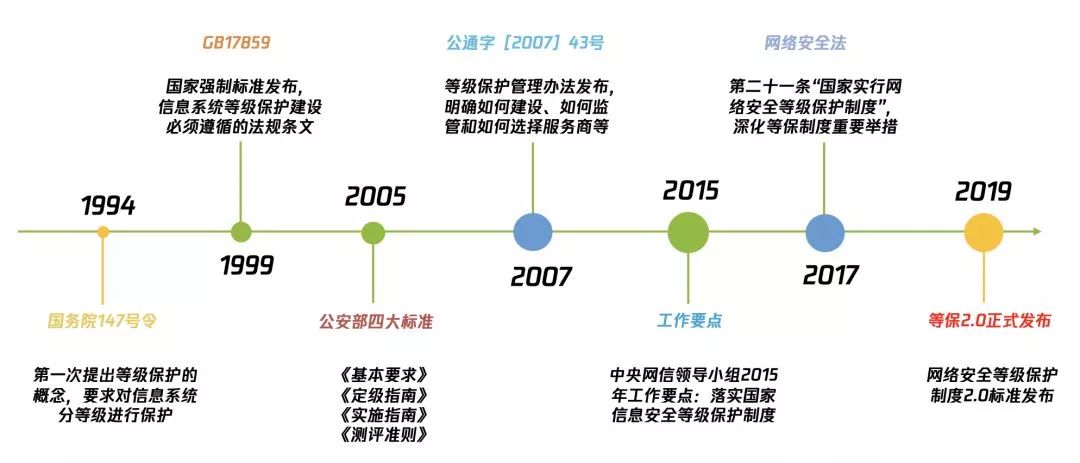 GB17859
国家强制标准发布，
信息系统等级保护建设
必须遵循的法规条文
公通字［2007］43号
等级保护管理办法发布，
明确如何建设、如何监
管和如何选择服务商等
网络安全法
第二十一条“国家实行网
络安全等级保护制度”，
深化等保制度重要举措
1994
2005
2015
2019
1999
2007
2017
国务院147号令
第一次提出等级保护的
概念，要求对信息系统
分等级进行保护
公安部四大标准
《基本要求》
《定级指南》
《实施指南》
《测评准则》
工作要点
中央网信领导小组2015
年工作要点：落实国家
信息安全等级保护制度
等保2.0正式发布
网络安全等级保护
制度2.0标准发布